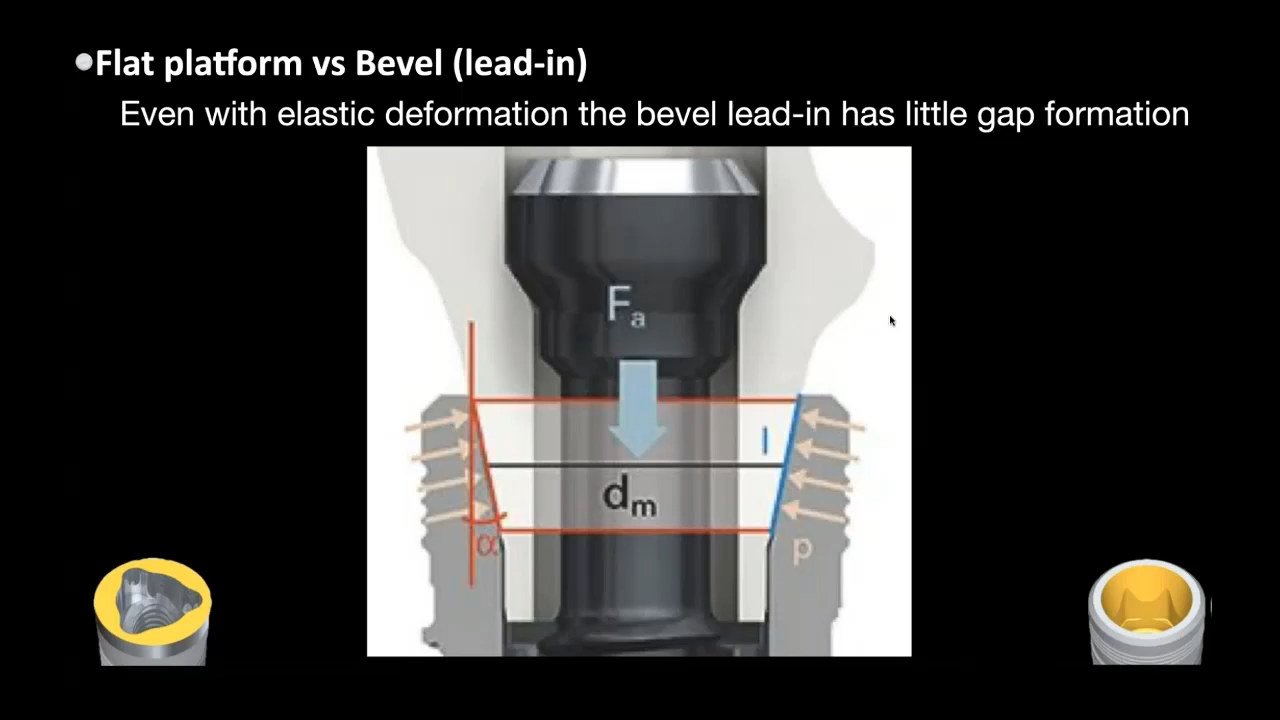 Flat platform vs Bevel (lead-in)
Even with elastic deformation the bevel lead-in has little gap formation
Fa
l
dm
α
p